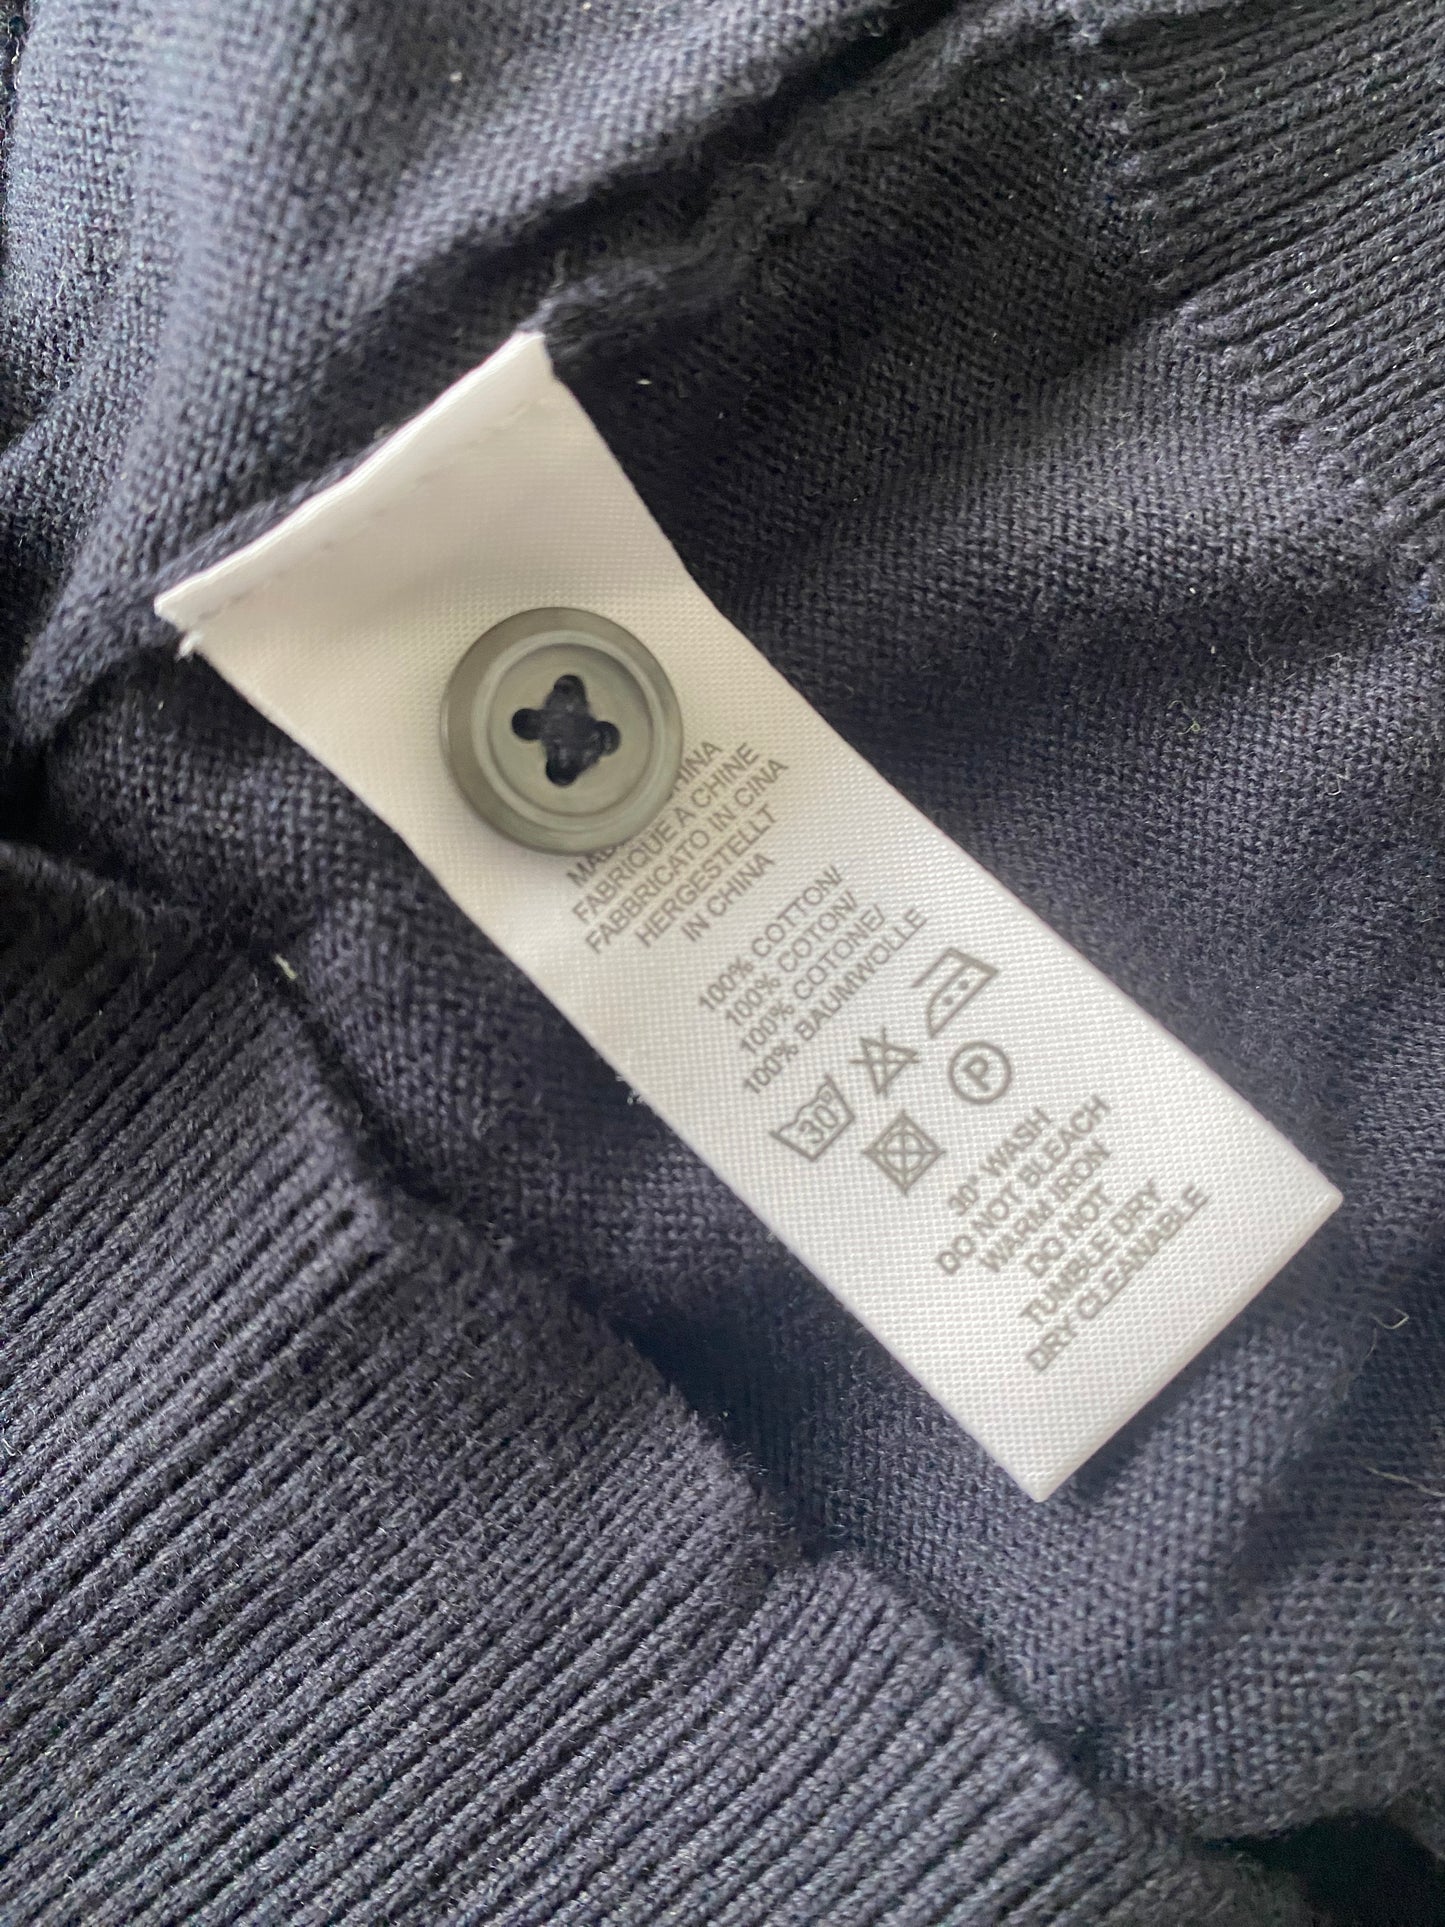 FABRIQUE A CHINE
FABBRICATO IN CINA
HERGESTELLT
IN CHINA
100% COTTON/
100% COTON/
100% COTONE/
100% BAUMWOLLE
30°
P
30° WASH
DO NOT BLEACH
WARM IRON
DO NOT
TUMBLE DRY
DRY CLEANABLE